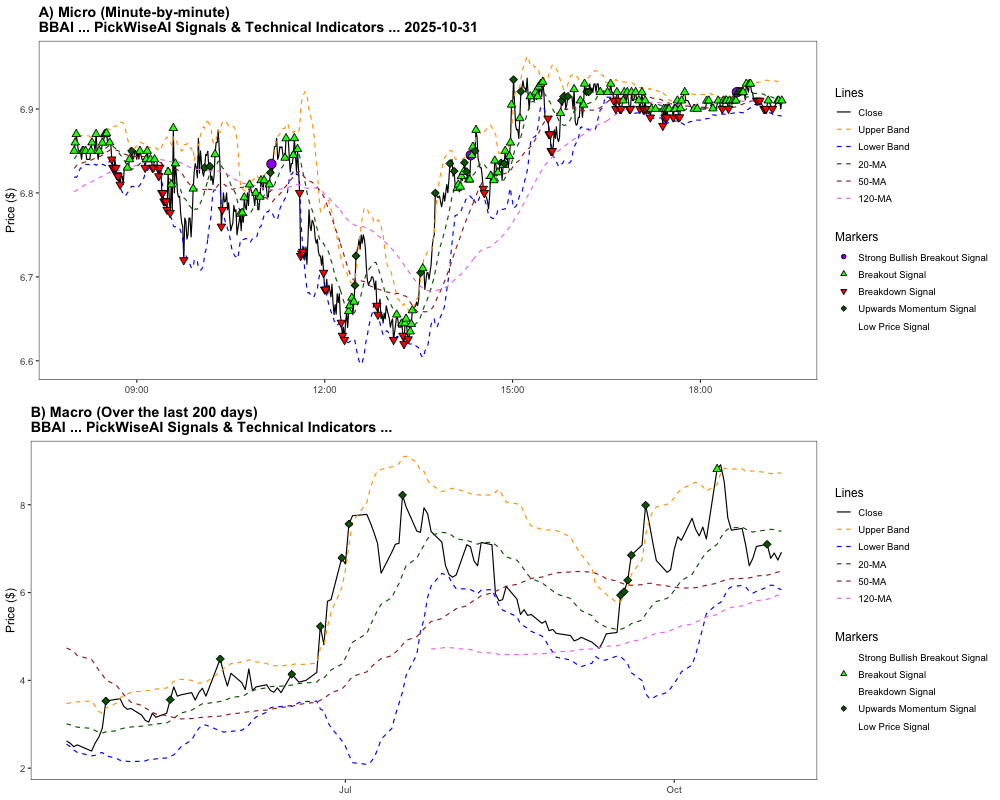 A) Micro (Minute-by-minute)
BBAI ... PickWiseAI Signals & Technical Indicators ... 2025-10-31
Price ($)
6.9
6.8
6.7
6.6
09:00
12:00
15:00
18:00
Lines
Close
Upper Band
Lower Band
20-MA
50-MA
120-MA
Markers
Strong Bullish Breakout Signal
Breakout Signal
Breakdown Signal
Upwards Momentum Signal
Low Price Signal
B) Macro (Over the last 200 days)
BBAI ... PickWiseAI Signals & Technical Indicators ...
Price ($)
8
6
4
2
Jul
Oct
Lines
Close
Upper Band
Lower Band
20-MA
50-MA
120-MA
Markers
Strong Bullish Breakout Signal
Breakout Signal
Breakdown Signal
Upwards Momentum Signal
Low Price Signal